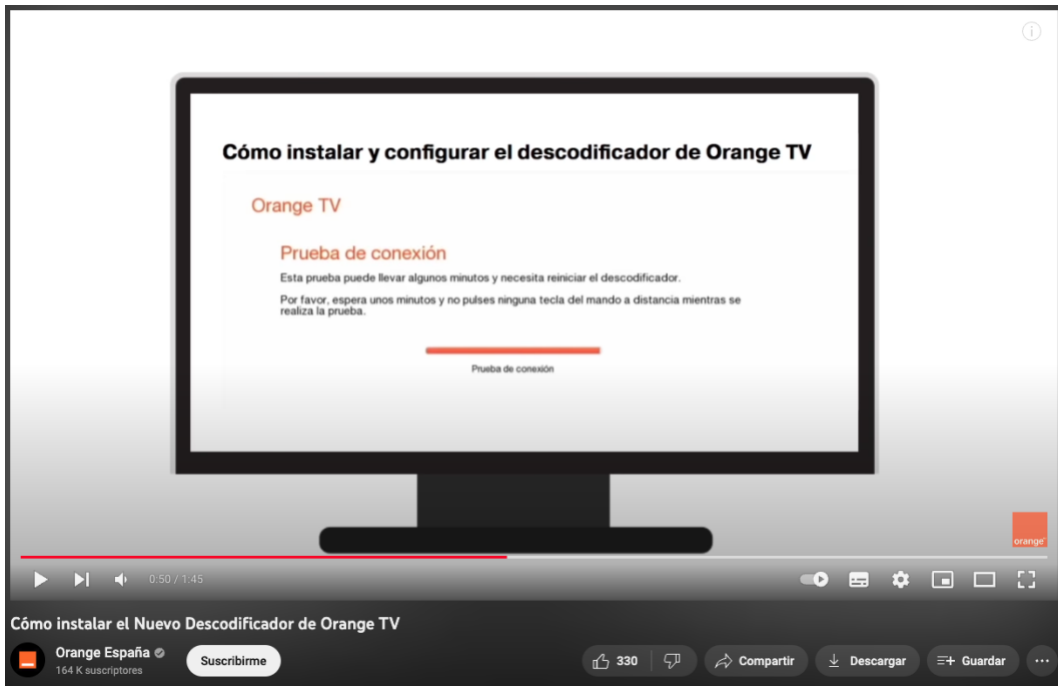 Cómo instalar y configurar el descodificador de Orange TV
Orange TV
Prueba de conexión
Esta prueba puede llevar algunos minutos y necesita reiniciar el descodificador.
Por favor, espera unos minutos y no pulses ninguna tecla del mando a distancia mientras se
realiza la prueba.
Prueba de conexión
orange
0:50 / 1:45
Cómo instalar el Nuevo Descodificador de Orange TV
Orange España
164 K suscriptores
Suscribirme
330
Compartir
Descargar
Guardar